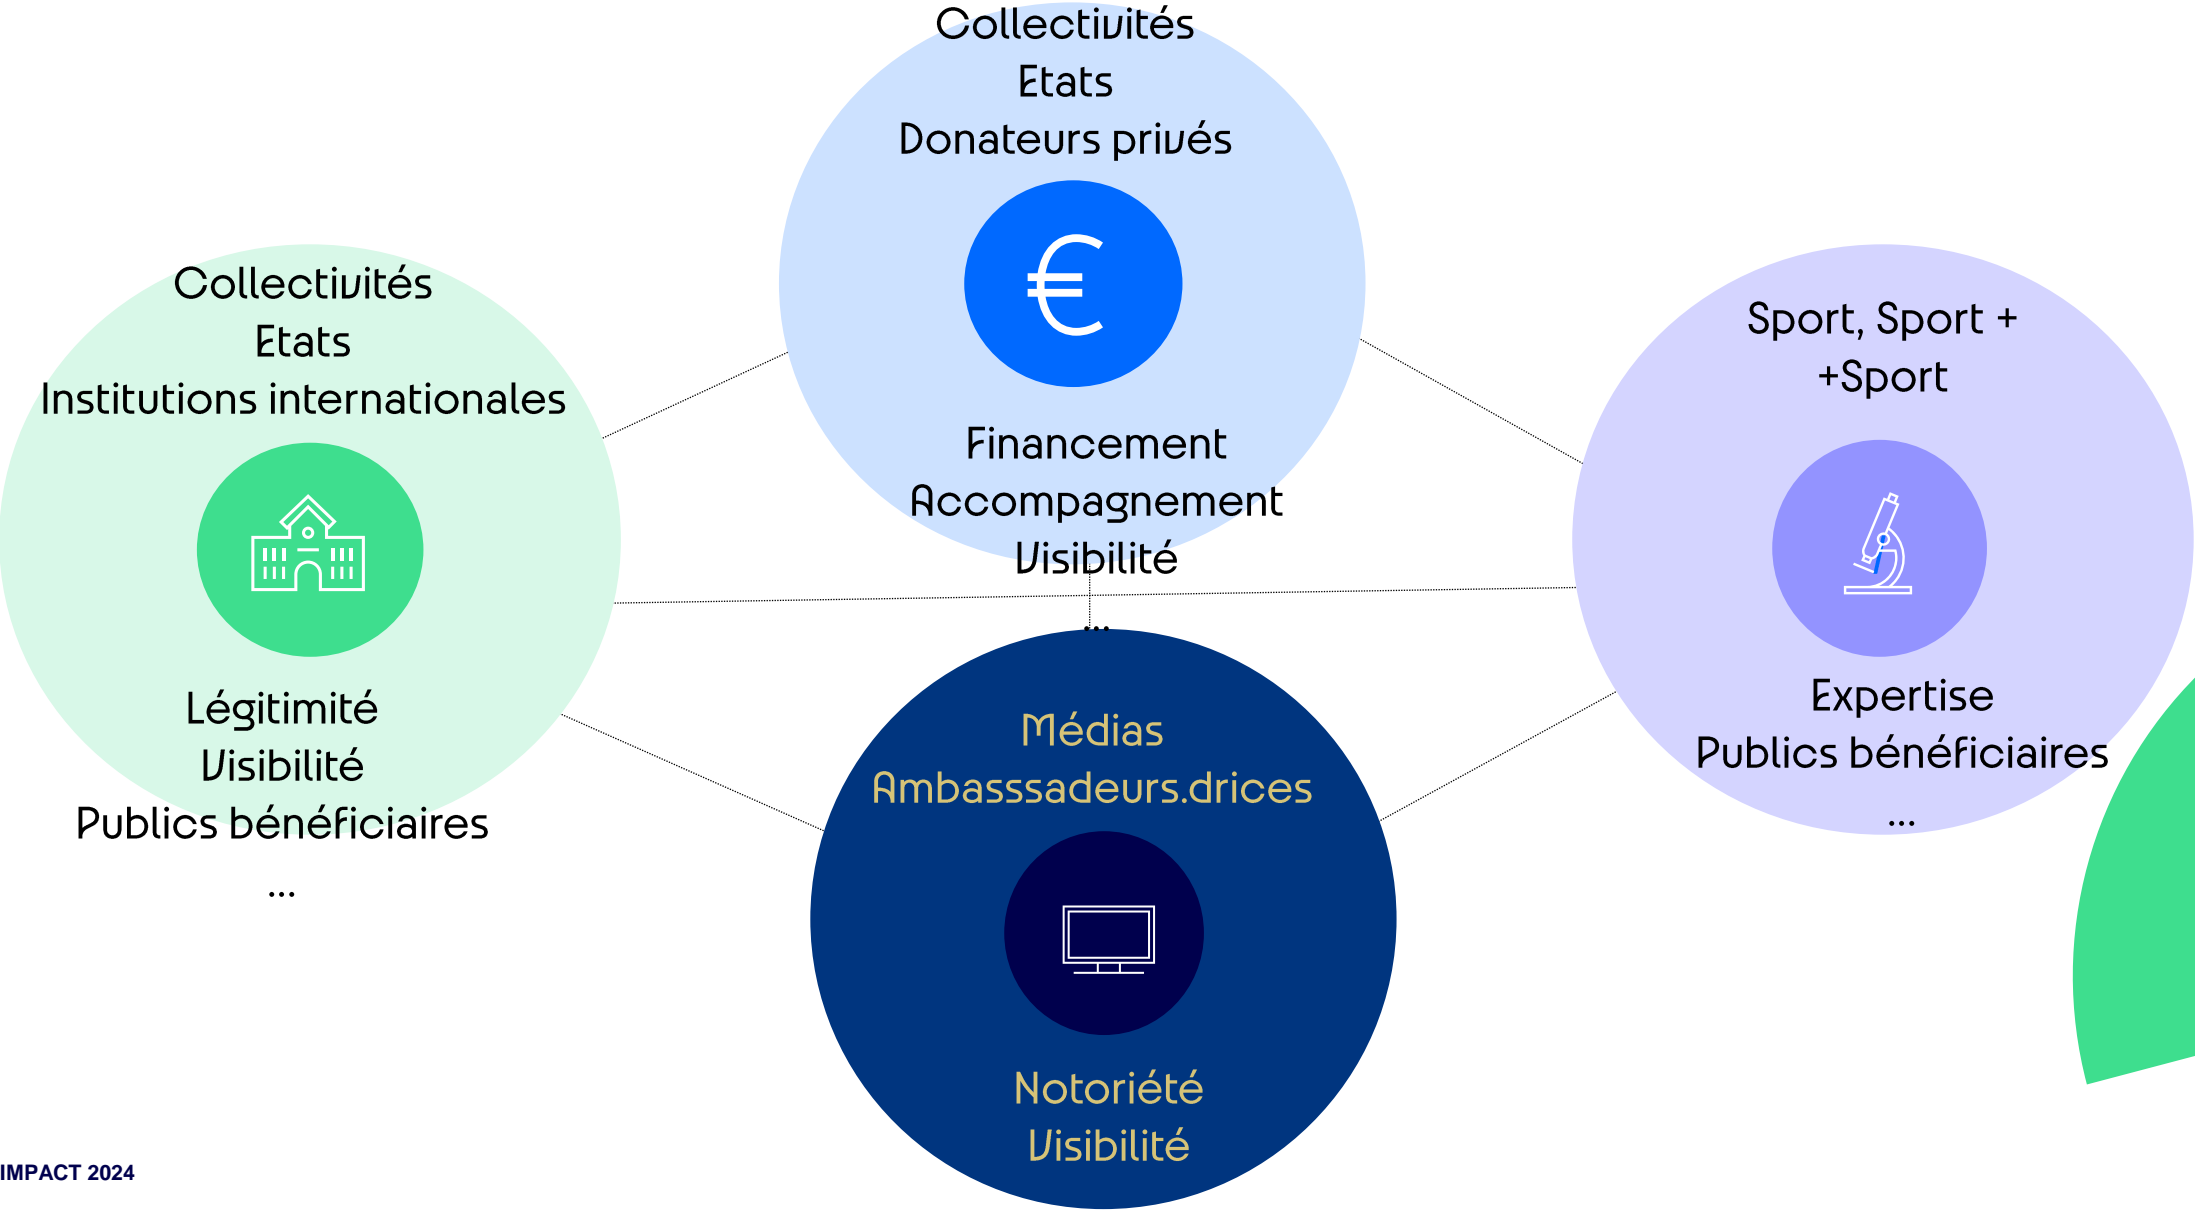 Collectivités
Etats
Donateurs privés
Financement
Accompagnement
Visibilité
...
Collectivités
Etats
Institutions internationales
Légitimité
Visibilité
Publics bénéficiaires
...
Sport, Sport +
+Sport
Expertise
Publics bénéficiaires
...
Médias
Ambasssadeurs.drices
Notoriété
Visibilité
IMPACT 2024